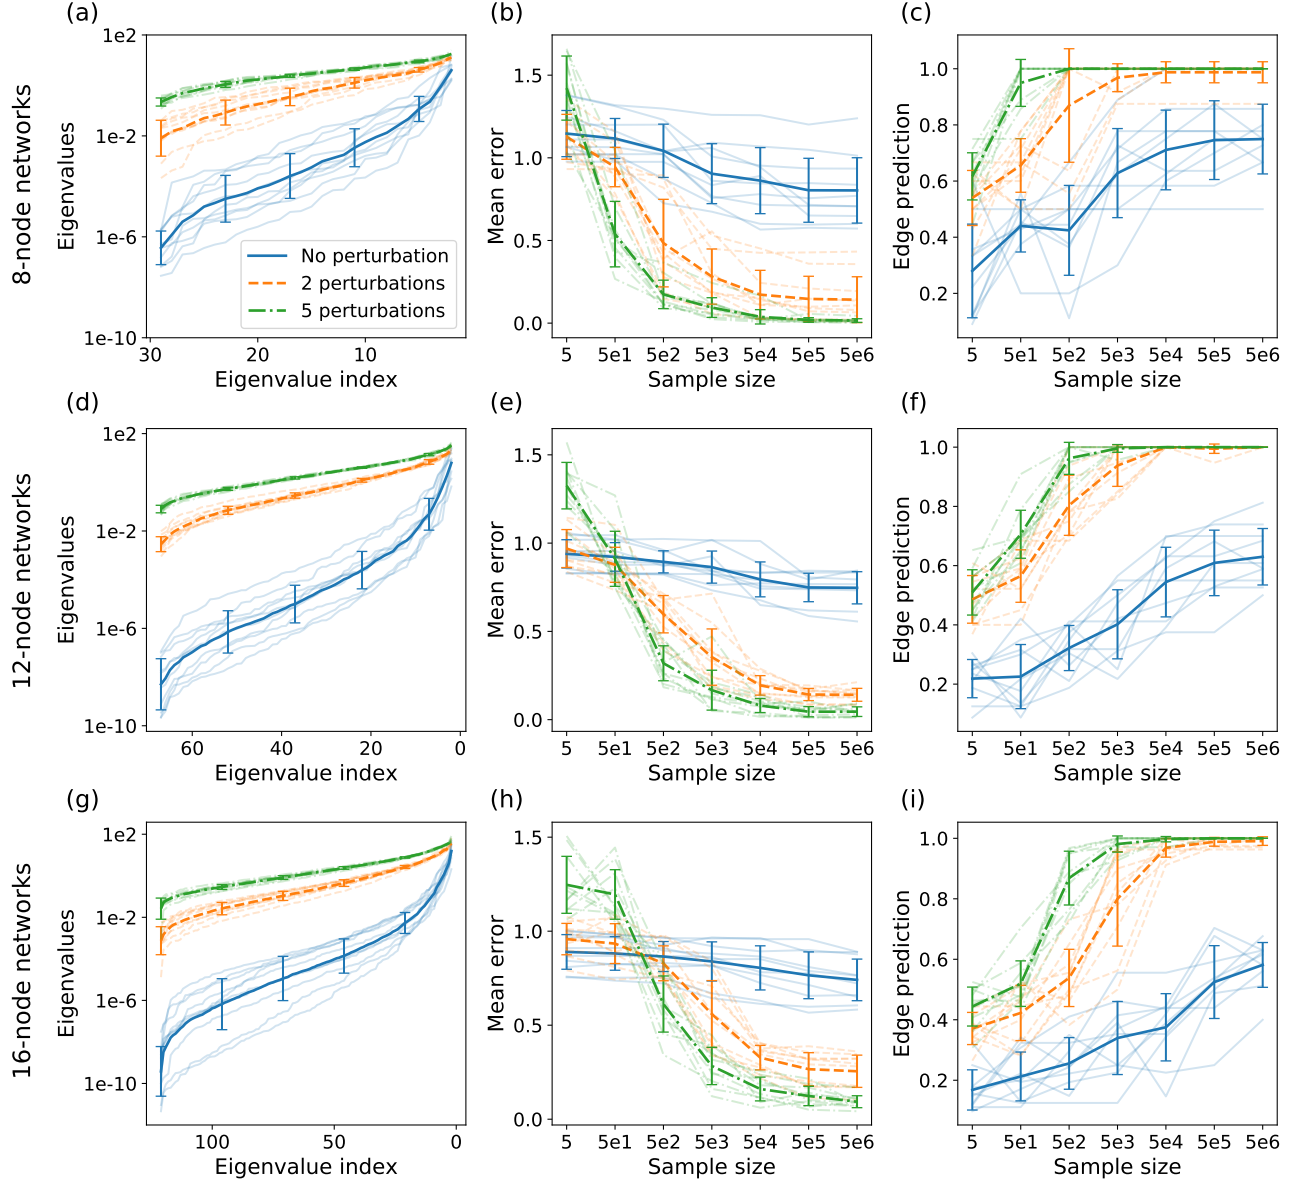 (a)
(b)
(c)
8-node networks
Eigenvalues
1e2
1e-2
1e-6
1e-10
30
20
10
Eigenvalue index
No perturbation
2 perturbations
5 perturbations
Mean error
1.5
1.0
0.5
0.0
5 5e1 5e2 5e3 5e4 5e5 5e6
Sample size
Edge prediction
1.0
0.8
0.6
0.4
0.2
5 5e1 5e2 5e3 5e4 5e5 5e6
Sample size
(d)
(e)
(f)
12-node networks
Eigenvalues
1e2
1e-2
1e-6
1e-10
60 40 20 0
Eigenvalue index
Mean error
1.5
1.0
0.5
0.0
5 5e1 5e2 5e3 5e4 5e5 5e6
Sample size
Edge prediction
1.0
0.8
0.6
0.4
0.2
5 5e1 5e2 5e3 5e4 5e5 5e6
Sample size
(g)
(h)
(i)
16-node networks
Eigenvalues
1e2
1e-2
1e-6
1e-10
100 50 0
Eigenvalue index
Mean error
1.5
1.0
0.5
0.0
5 5e1 5e2 5e3 5e4 5e5 5e6
Sample size
Edge prediction
1.0
0.8
0.6
0.4
0.2
5 5e1 5e2 5e3 5e4 5e5 5e6
Sample size